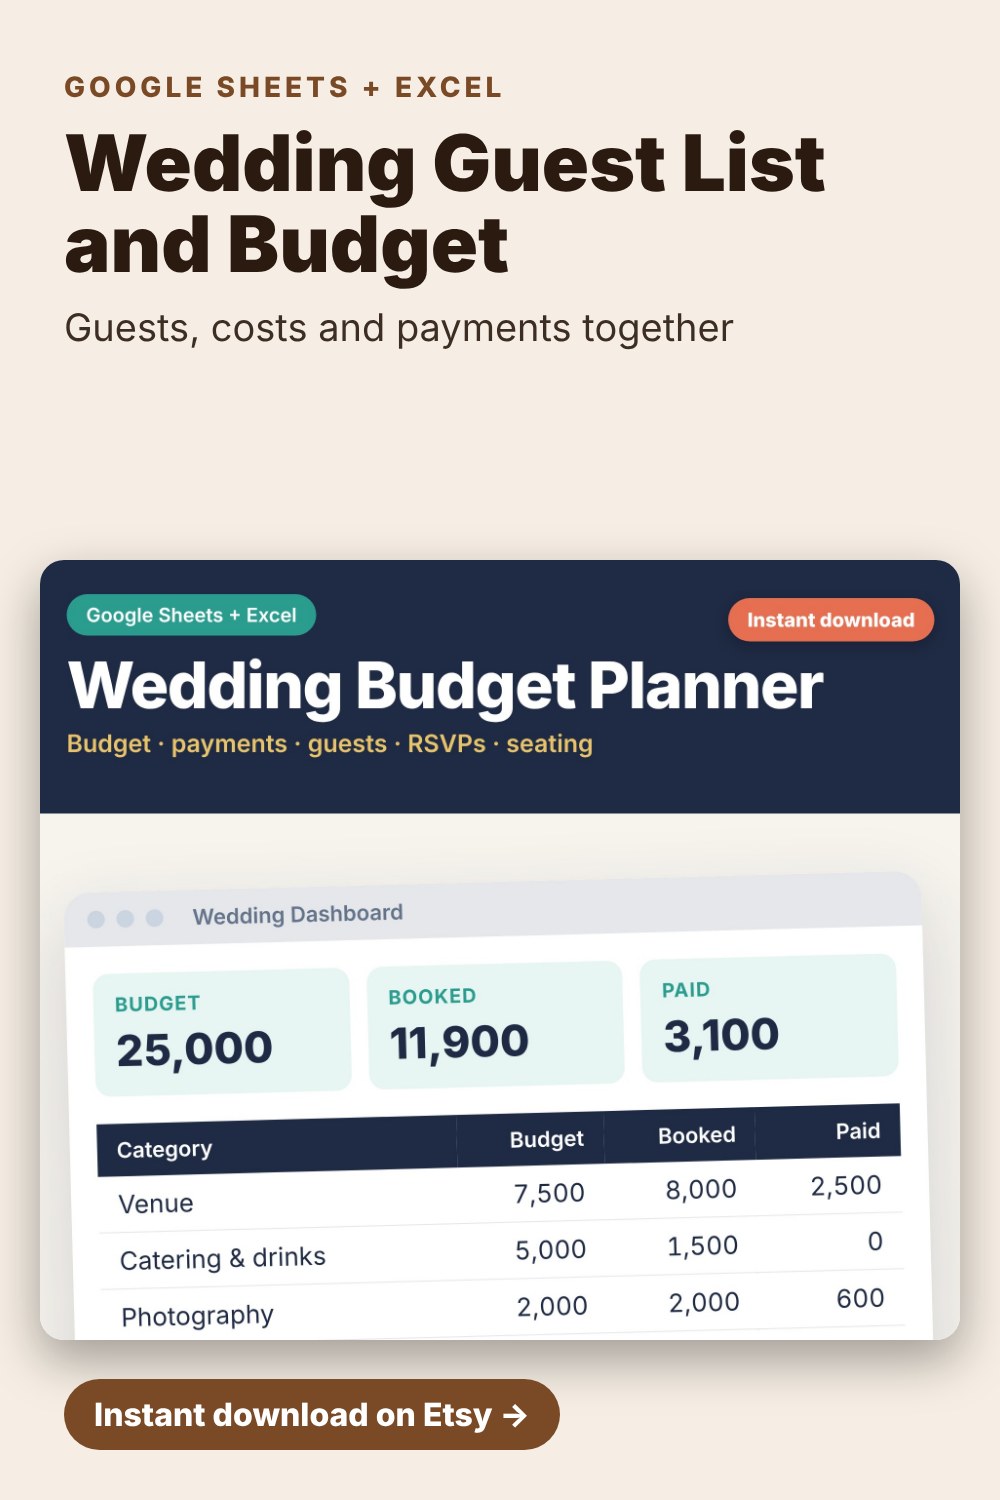 GOOGLE SHEETS + EXCEL
Wedding Guest List
and Budget
Guests, costs and payments together
Google Sheets + Excel
Instant download
Wedding Budget Planner
Budget · payments · guests · RSVPs · seating
Wedding Dashboard
BUDGET BOOKED PAID
25,000 11,900 3,100
Category Budget Booked Paid
Venue 7,500 8,000 2,500
Catering & drinks 5,000 1,500 0
Photography 2,000 2,000 600
Instant download on Etsy →